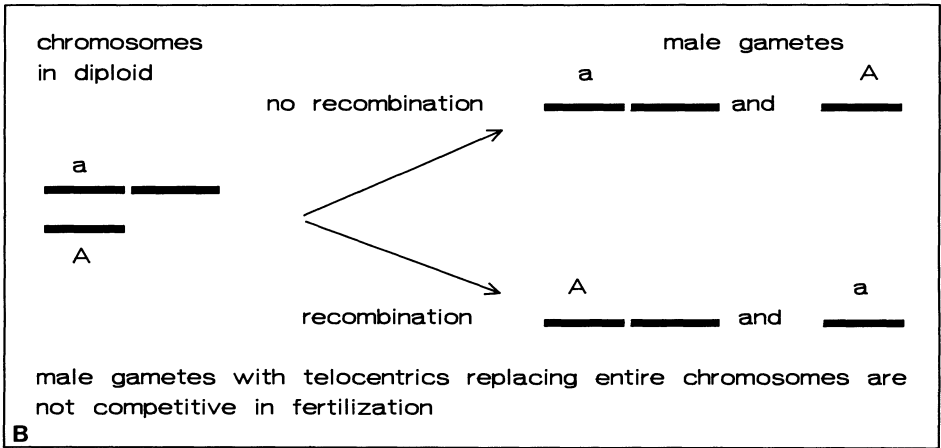 chromosomes
in diploid
male gametes
a A
no recombination and
a
A
A a
recombination and
male gametes with telocentrics replacing entire chromosomes are
not competitive in fertilization
B